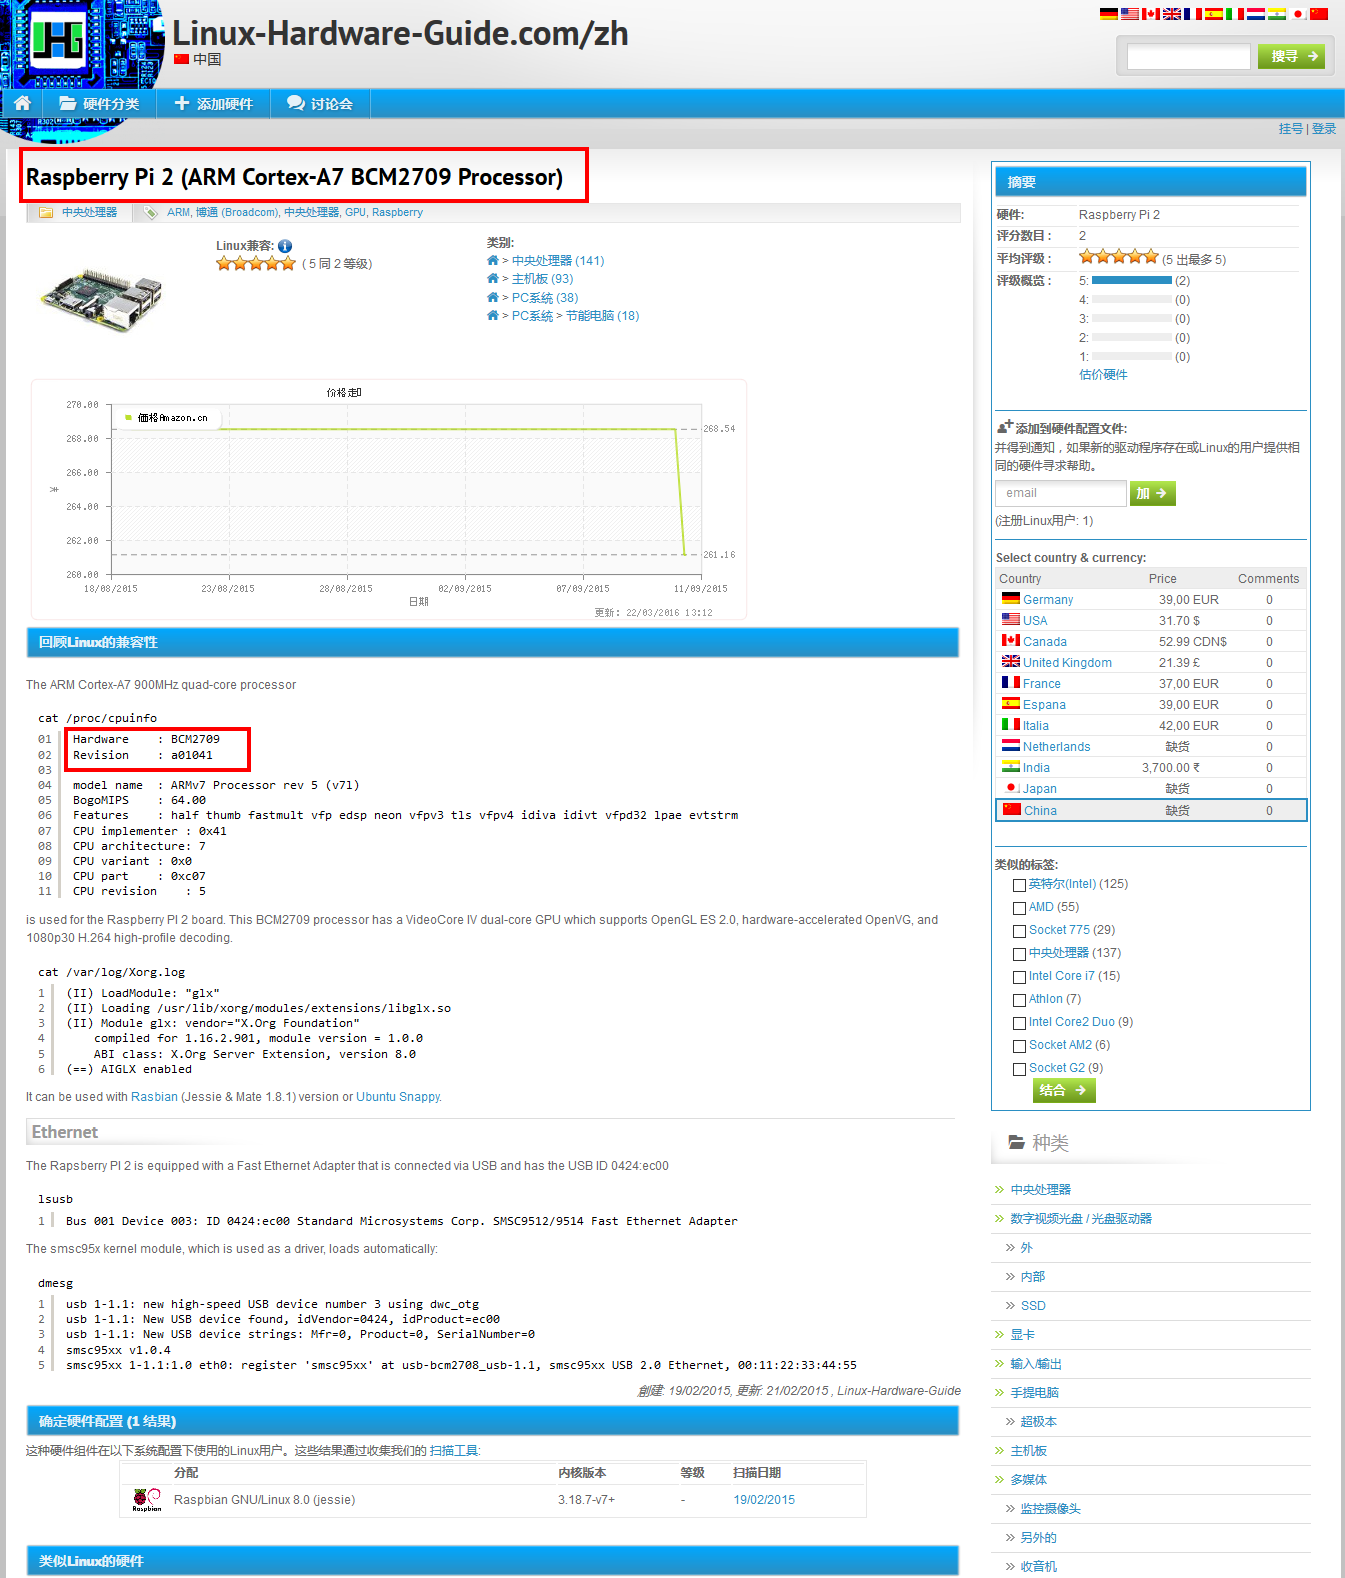 Linux-Hardware-Guide.com/zh
中国
搜寻
硬件分类
添加硬件
讨论会
挂号 | 登录
Raspberry Pi 2 (ARM Cortex-A7 BCM2709 Processor)
中央处理器
ARM, 博通 (Broadcom), 中央处理器, GPU, Raspberry
Linux兼容:
( 5 同 2 等级)
类别:
> 中央处理器 (141)
> 主机板 (93)
> PC系统 (38)
> PC系统 > 节能电脑 (18)
价格走
270.00
価格Amazon.cn
268.00
268.54
266.00
264.00
262.00
261.16
260.00
18/08/2015 23/08/2015 28/08/2015 02/09/2015 07/09/2015 11/09/2015
日期
更新: 22/03/2016 13:12
回顾Linux的兼容性
The ARM Cortex-A7 900MHz quad-core processor
cat /proc/cpuinfo
01 Hardware : BCM2709
02 Revision : a01041
03
04 model name : ARMv7 Processor rev 5 (v7l)
05 BogoMIPS : 64.00
06 Features : half thumb fastmult vfp edsp neon vfpv3 tls vfpv4 idiva idivt vfpd32 lpae evtstrm
07 CPU implementer : 0x41
08 CPU architecture: 7
09 CPU variant : 0x0
10 CPU part : 0xc07
11 CPU revision : 5
is used for the Raspberry PI 2 board. This BCM2709 processor has a VideoCore IV dual-core GPU which supports OpenGL ES 2.0, hardware-accelerated OpenVG, and
1080p30 H.264 high-profile decoding.
cat /var/log/Xorg.log
1 (II) LoadModule: "glx"
2 (II) Loading /usr/lib/xorg/modules/extensions/libglx.so
3 (II) Module glx: vendor="X.Org Foundation"
4 compiled for 1.16.2.901, module version = 1.0.0
5 ABI class: X.Org Server Extension, version 8.0
6 (==) AIGLX enabled
It can be used with Rasbian (Jessie & Mate 1.8.1) version or Ubuntu Snappy.
Ethernet
The Rapsberry PI 2 is equipped with a Fast Ethernet Adapter that is connected via USB and has the USB ID 0424:ec00
lsusb
1 Bus 001 Device 003: ID 0424:ec00 Standard Microsystems Corp. SMSC9512/9514 Fast Ethernet Adapter
The smsc95x kernel module, which is used as a driver, loads automatically:
dmesg
1 usb 1-1.1: new high-speed USB device number 3 using dwc_otg
2 usb 1-1.1: New USB device found, idVendor=0424, idProduct=ec00
3 usb 1-1.1: New USB device strings: Mfr=0, Product=0, SerialNumber=0
4 smsc95xx v1.0.4
5 smsc95xx 1-1.1:1.0 eth0: register 'smsc95xx' at usb-bcm2708_usb-1.1, smsc95xx USB 2.0 Ethernet, 00:11:22:33:44:55
創建: 19/02/2015, 更新: 21/02/2015 , Linux-Hardware-Guide
确定硬件配置 (1 结果)
这种硬件组件在以下系统配置下使用的Linux用户。这些结果通过收集我们的 扫描工具:
分配 内核版本 等级 扫描日期
Raspbian
Raspbian GNU/Linux 8.0 (jessie) 3.18.7-v7+ - 19/02/2015
类似Linux的硬件
摘要
硬件: Raspberry Pi 2
评分数目 : 2
平均评级 : (5 出最多 5)
评级概览 : 5: (2)
4: (0)
3: (0)
2: (0)
1: (0)
估价硬件
添加到硬件配置文件:
并得到通知，如果新的驱动程序存在或Linux的用户提供相
同的硬件寻求帮助。
email
加
(注册Linux用户: 1)
Select country & currency:
Country Price Comments
Germany 39,00 EUR 0
USA 31.70 $ 0
Canada 52.99 CDN$ 0
United Kingdom 21.39 £ 0
France 37,00 EUR 0
Espana 39,00 EUR 0
Italia 42,00 EUR 0
Netherlands 缺货 0
India 3,700.00 ₹ 0
Japan 缺货 0
China 缺货 0
类似的标签:
英特尔(Intel) (125)
AMD (55)
Socket 775 (29)
中央处理器 (137)
Intel Core i7 (15)
Athlon (7)
Intel Core2 Duo (9)
Socket AM2 (6)
Socket G2 (9)
结合
种类
中央处理器
数字视频光盘 / 光盘驱动器
外
内部
SSD
显卡
输入/输出
手提电脑
超极本
主机板
多媒体
监控摄像头
另外的
收音机